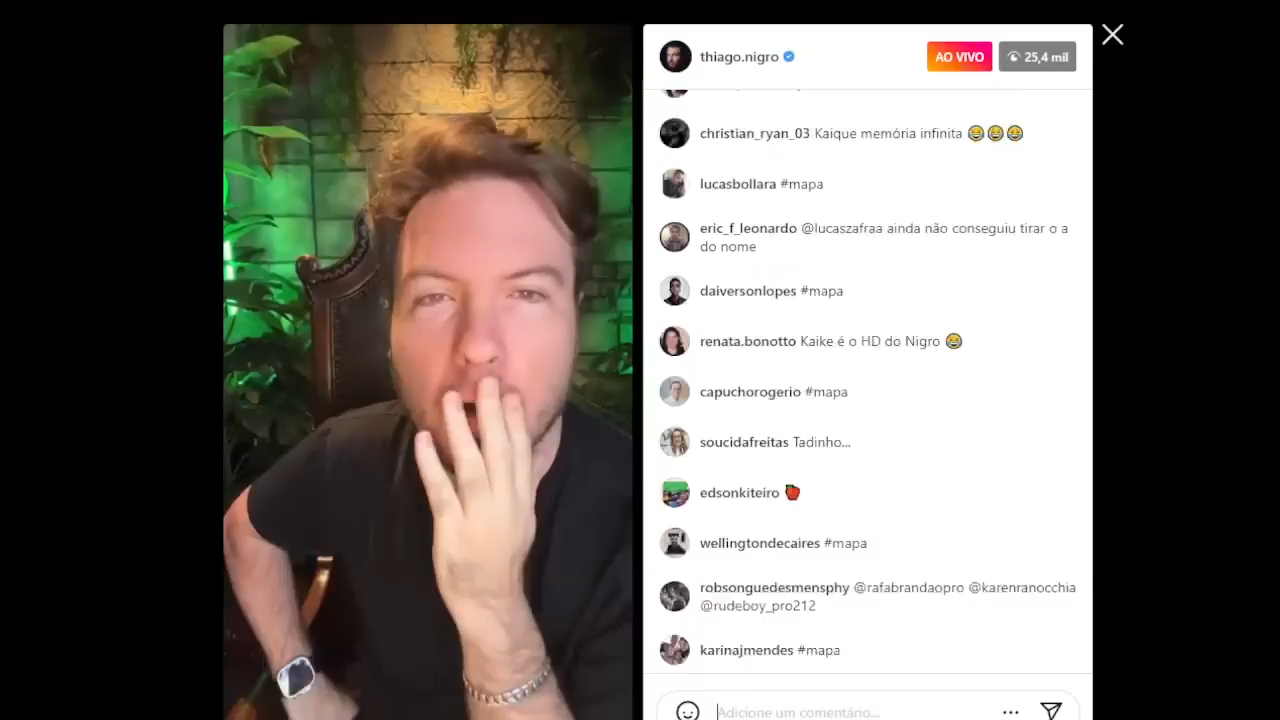 thiago.nigro
AO VIVO
25,4 mil
christian_ryan_03 Kaique memória infinita 😂😂😂
lucasbollara #mapa
eric_f_leonardo @lucaszafraa ainda não conseguiu tirar o a
do nome
daiversonlopes #mapa
renata.bonotto Kaike é o HD do Nigro 😂
capuchorogerio #mapa
soucidafreitas Tadinho...
edsonkiteiro 🍎
wellingtondecaires #mapa
robsonguedesmensphy @rafabrandaopro @karenranocchia
@rudeboy_pro212
karinajmendes #mapa
Adicione um comentário...